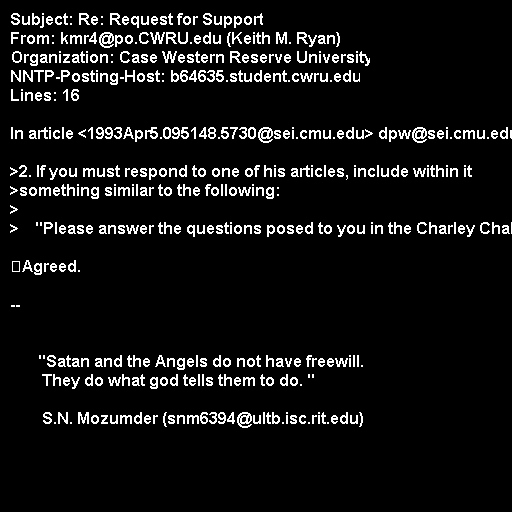 Subject: Re: Request for Support
From: kmr4@po.CWRU.edu (Keith M. Ryan)
Organization: Case Western Reserve University
NNTP-Posting-Host: b64635.student.cwru.edu
Lines: 16

In article <1993Apr5.095148.5730@sei.cmu.edu> dpw@sei.cmu.edu

>2. If you must respond to one of his articles, include within it
>something similar to the following:
>
>    "Please answer the questions posed to you in the Charley

Agreed.

--

"Satan and the Angels do not have freewill.
They do what god tells them to do. "

S.N. Mozumder (snm6394@ultb.isc.rit.edu)